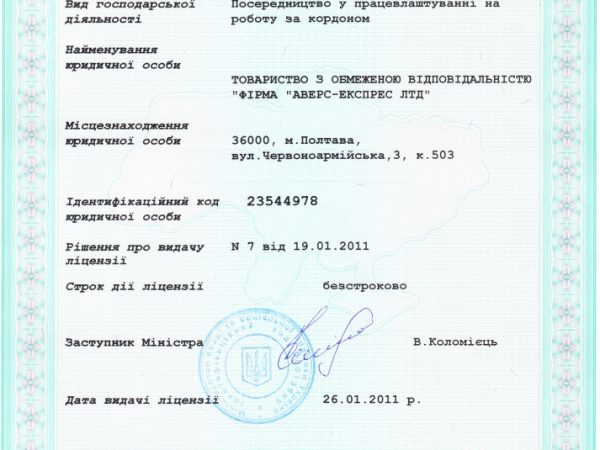 Вид господарської Посередництво у працевлаштуванні на
діяльності роботу за кордоном
Найменування
юридичної особи
ТОВАРИСТВО З ОБМЕЖЕНОЮ ВІДПОВІДАЛЬНІСТЮ
"ФІРМА "АВЕРС-ЕКСПРЕС ЛТД"
Місцезнаходження
юридичної особи 36000, м.Полтава,
вул.Червоноармійська,3, к.503
Ідентифікаційний код 23544978
юридичної особи
Рішення про видачу N 7 від 19.01.2011
ліцензії
Строк дії ліцензії безстроково
Заступник Міністра В.Коломієць
Дата видачі ліцензії 26.01.2011 р.